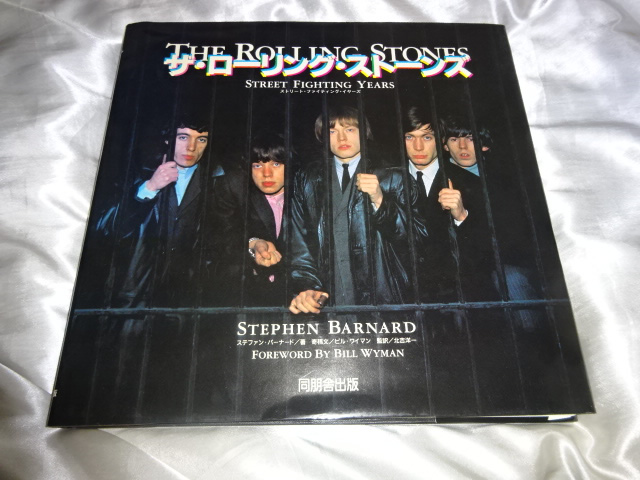 THE ROLLING STONES
ザ・ローリング・ストーンズ
STREET FIGHTING YEARS
ストリート・ファイティング・イヤーズ
STEPHEN BARNARD
ステファン・バーナード/著 寄稿文/ビル・ワイマン 監訳/北吉洋一
FOREWORD BY BILL WYMAN
同朋舎出版